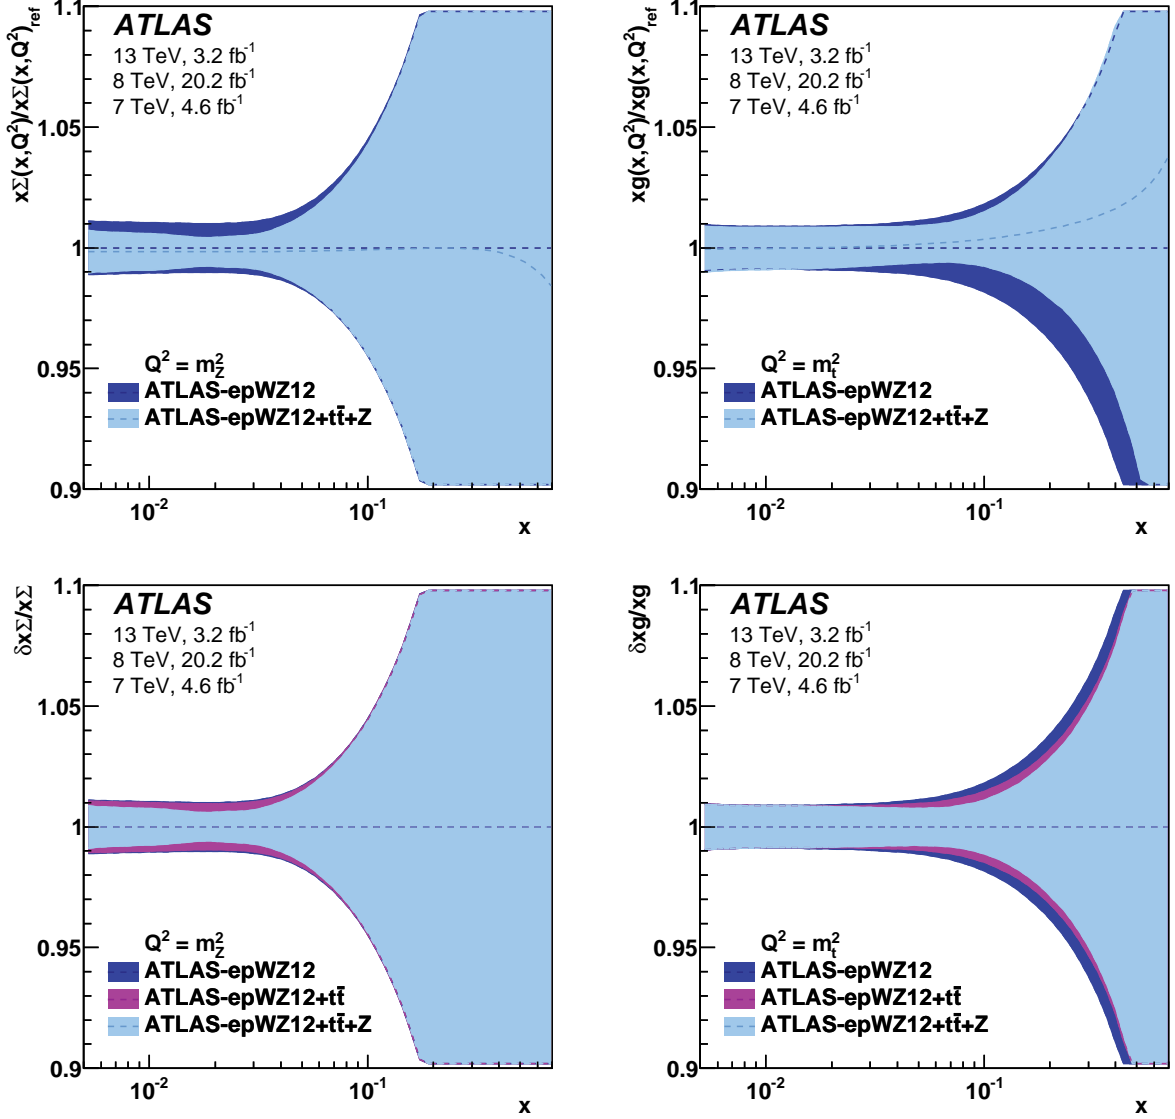 xΣ(x,Q²)/xΣ(x,Q²)ref
1.1
1.05
1
0.95
0.9
ATLAS
13 TeV, 3.2 fb⁻¹
8 TeV, 20.2 fb⁻¹
7 TeV, 4.6 fb⁻¹
Q² = m²Z
ATLAS-epWZ12
ATLAS-epWZ12+tt̄+Z
10⁻²
10⁻¹
x
xg(x,Q²)/xg(x,Q²)ref
1.1
1.05
1
0.95
0.9
ATLAS
13 TeV, 3.2 fb⁻¹
8 TeV, 20.2 fb⁻¹
7 TeV, 4.6 fb⁻¹
Q² = m²t
ATLAS-epWZ12
ATLAS-epWZ12+tt̄+Z
10⁻²
10⁻¹
x
δxΣ/xΣ
1.1
1.05
1
0.95
0.9
ATLAS
13 TeV, 3.2 fb⁻¹
8 TeV, 20.2 fb⁻¹
7 TeV, 4.6 fb⁻¹
Q² = m²Z
ATLAS-epWZ12
ATLAS-epWZ12+tt̄
ATLAS-epWZ12+tt̄+Z
10⁻²
10⁻¹
x
δxg/xg
1.1
1.05
1
0.95
0.9
ATLAS
13 TeV, 3.2 fb⁻¹
8 TeV, 20.2 fb⁻¹
7 TeV, 4.6 fb⁻¹
Q² = m²t
ATLAS-epWZ12
ATLAS-epWZ12+tt̄
ATLAS-epWZ12+tt̄+Z
10⁻²
10⁻¹
x